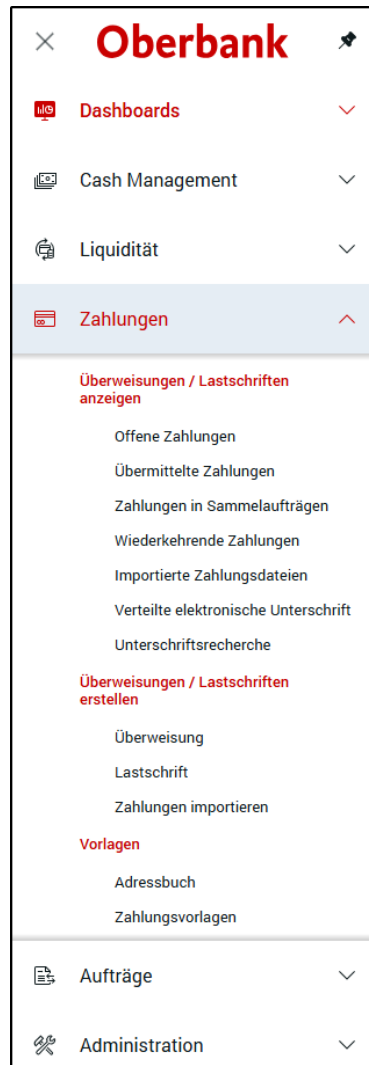 Oberbank
Dashboards
Cash Management
Liquidität
Zahlungen
Überweisungen / Lastschriften
anzeigen
Offene Zahlungen
Übermittelte Zahlungen
Zahlungen in Sammelaufträgen
Wiederkehrende Zahlungen
Importierte Zahlungsdateien
Verteilte elektronische Unterschrift
Unterschriftsrecherche
Überweisungen / Lastschriften
erstellen
Überweisung
Lastschrift
Zahlungen importieren
Vorlagen
Adressbuch
Zahlungsvorlagen
Aufträge
Administration